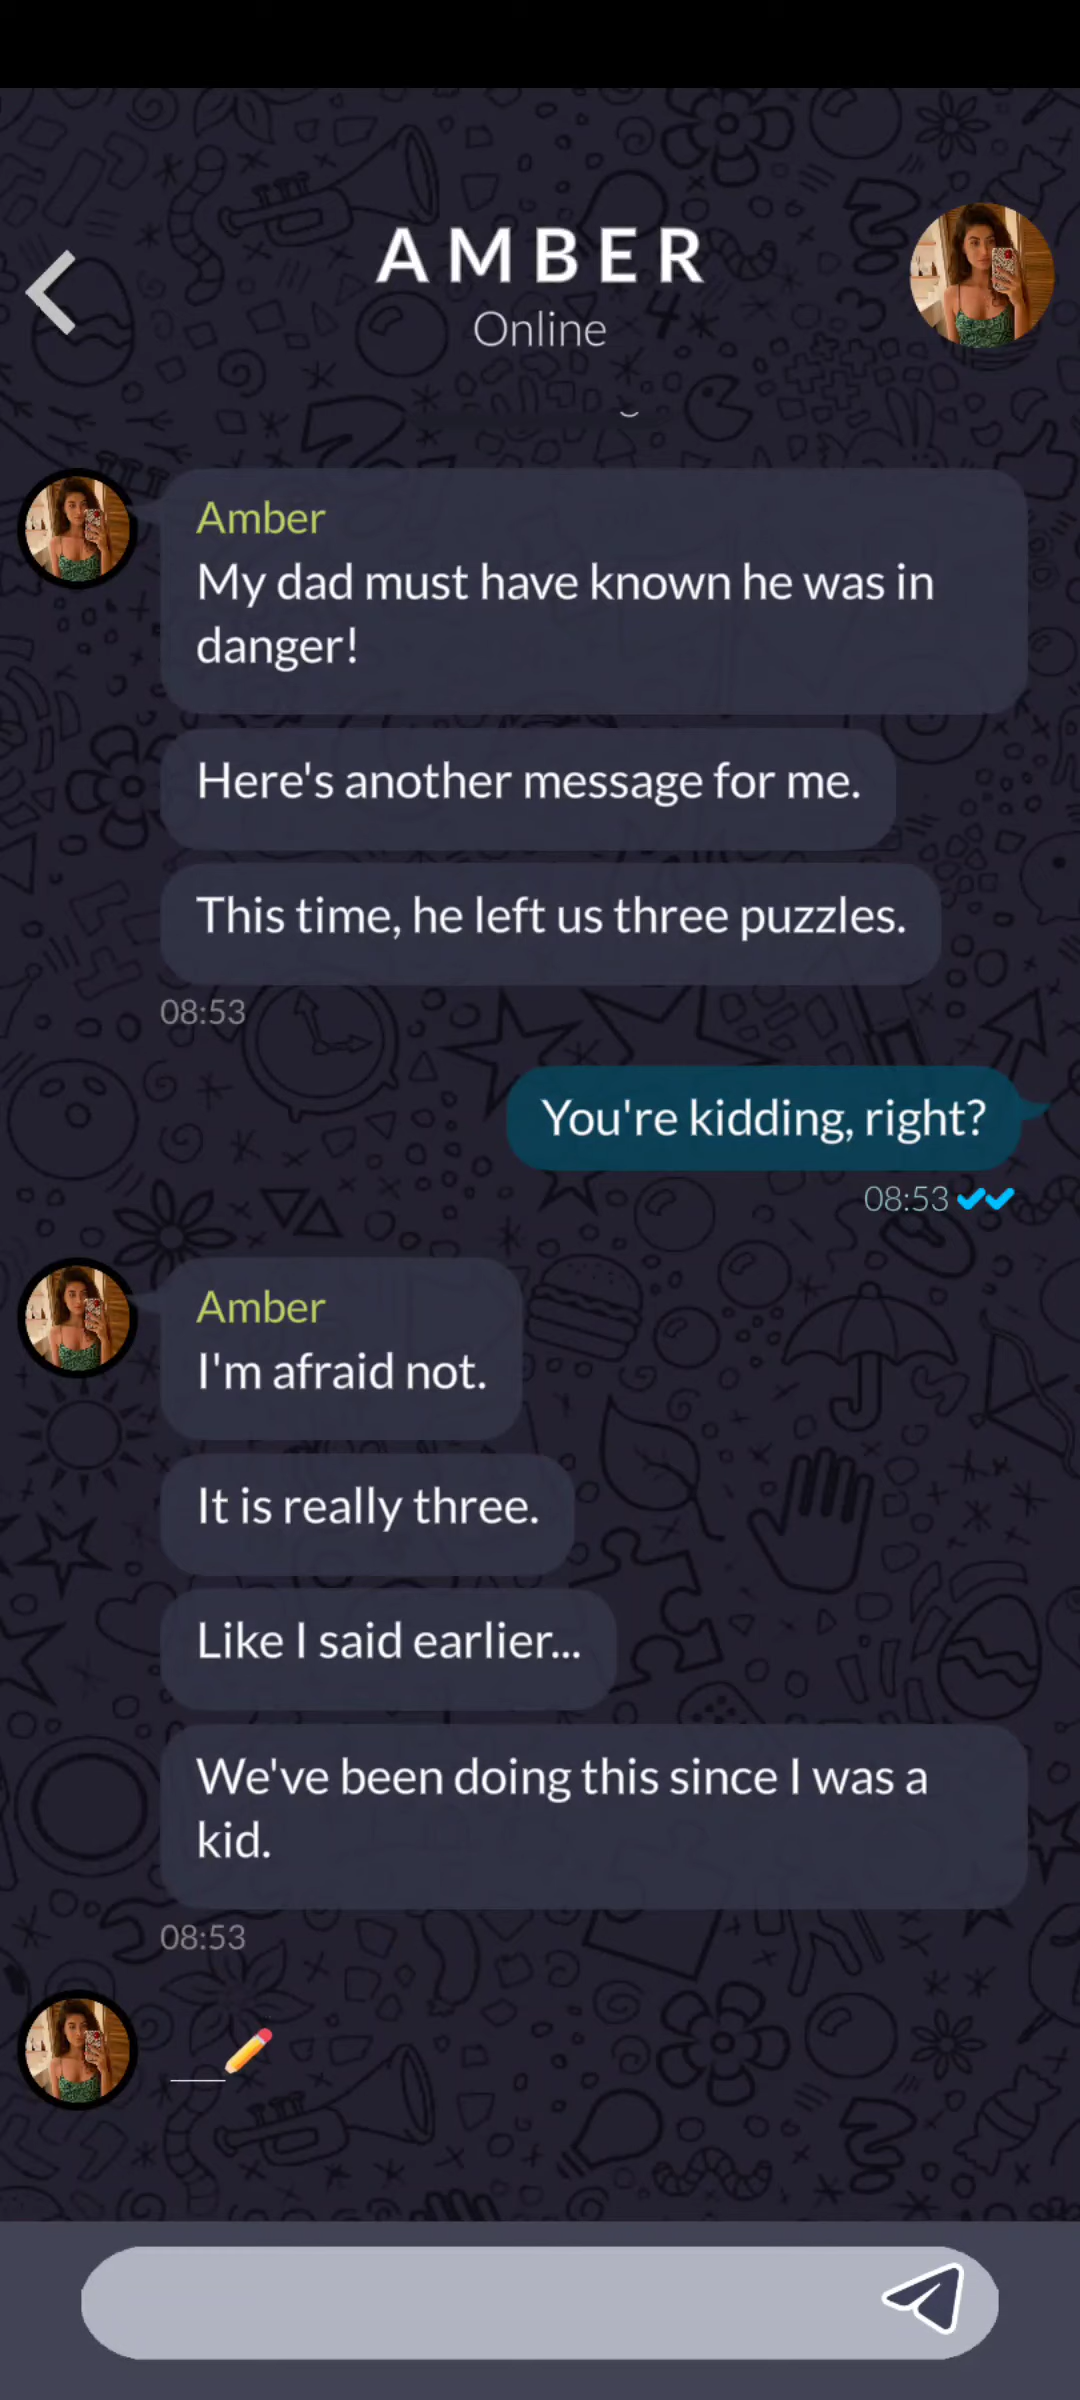 AMBER
Online
Amber
My dad must have known he was in
danger!
Here's another message for me.
This time, he left us three puzzles.
08:53
You're kidding, right?
08:53
Amber
I'm afraid not.
It is really three.
Like I said earlier...
We've been doing this since I was a
kid.
08:53